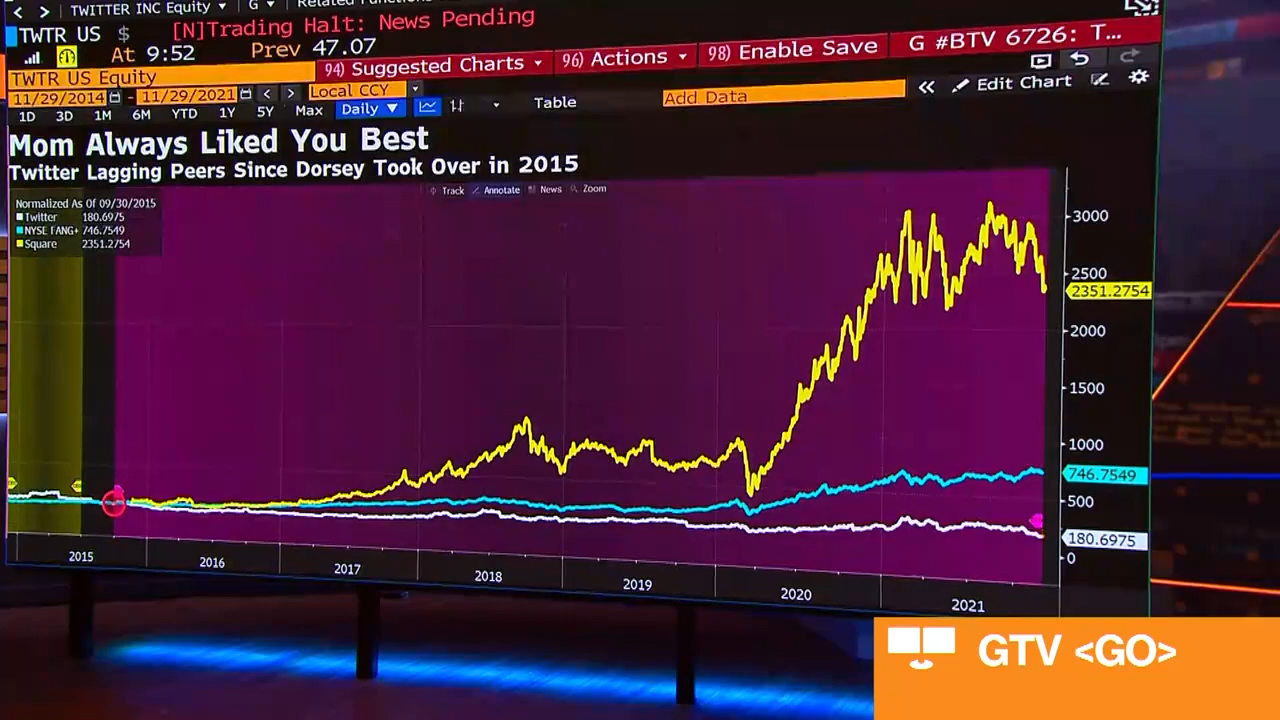 TWITTER INC Equity G Related Functions
TWTR US $ [N]Trading Halt: News Pending
At 9:52 Prev 47.07
TWTR US Equity 94) Suggested Charts 96) Actions 98) Enable Save G #BTV 6726: T...
11/29/2014 - 11/29/2021 < > Local CCY Add Data « Edit Chart
1D 3D 1M 6M YTD 1Y 5Y Max Daily ▼ Table
Mom Always Liked You Best
Twitter Lagging Peers Since Dorsey Took Over in 2015
Track Annotate News Zoom
Normalized As Of 09/30/2015
Twitter 180.6975
NYSE FANG+ 746.7549
Square 2351.2754
3000
2500
2351.2754
2000
1500
1000
746.7549
500
180.6975
0
2015 2016 2017 2018 2019 2020 2021
GTV <GO>